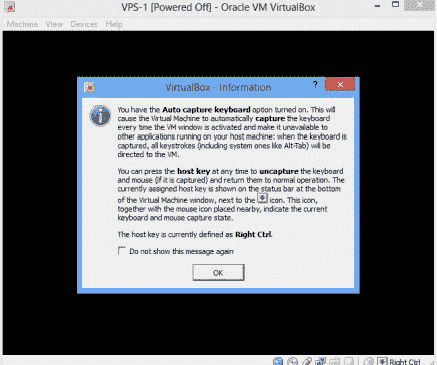 VPS-1 [Powered Off] - Oracle VM VirtualBox
Machine View Devices Help
VirtualBox - Information
You have the Auto capture keyboard option turned on. This will
cause the Virtual Machine to automatically capture the keyboard
every time the VM window is activated and make it unavailable to
other applications running on your host machine: when the keyboard
is captured, all keystrokes (including system ones like Alt-Tab) will
be directed to the VM.
You can press the host key at any time to uncapture the keyboard
and mouse (if it is captured) and return them to normal operation. The
currently assigned host key is shown on the status bar at the bottom
of the Virtual Machine window, next to the icon. This icon,
together with the mouse icon placed nearby, indicate the current
keyboard and mouse capture state.
The host key is currently defined as Right Ctrl.
Do not show this message again
OK
Right Ctrl